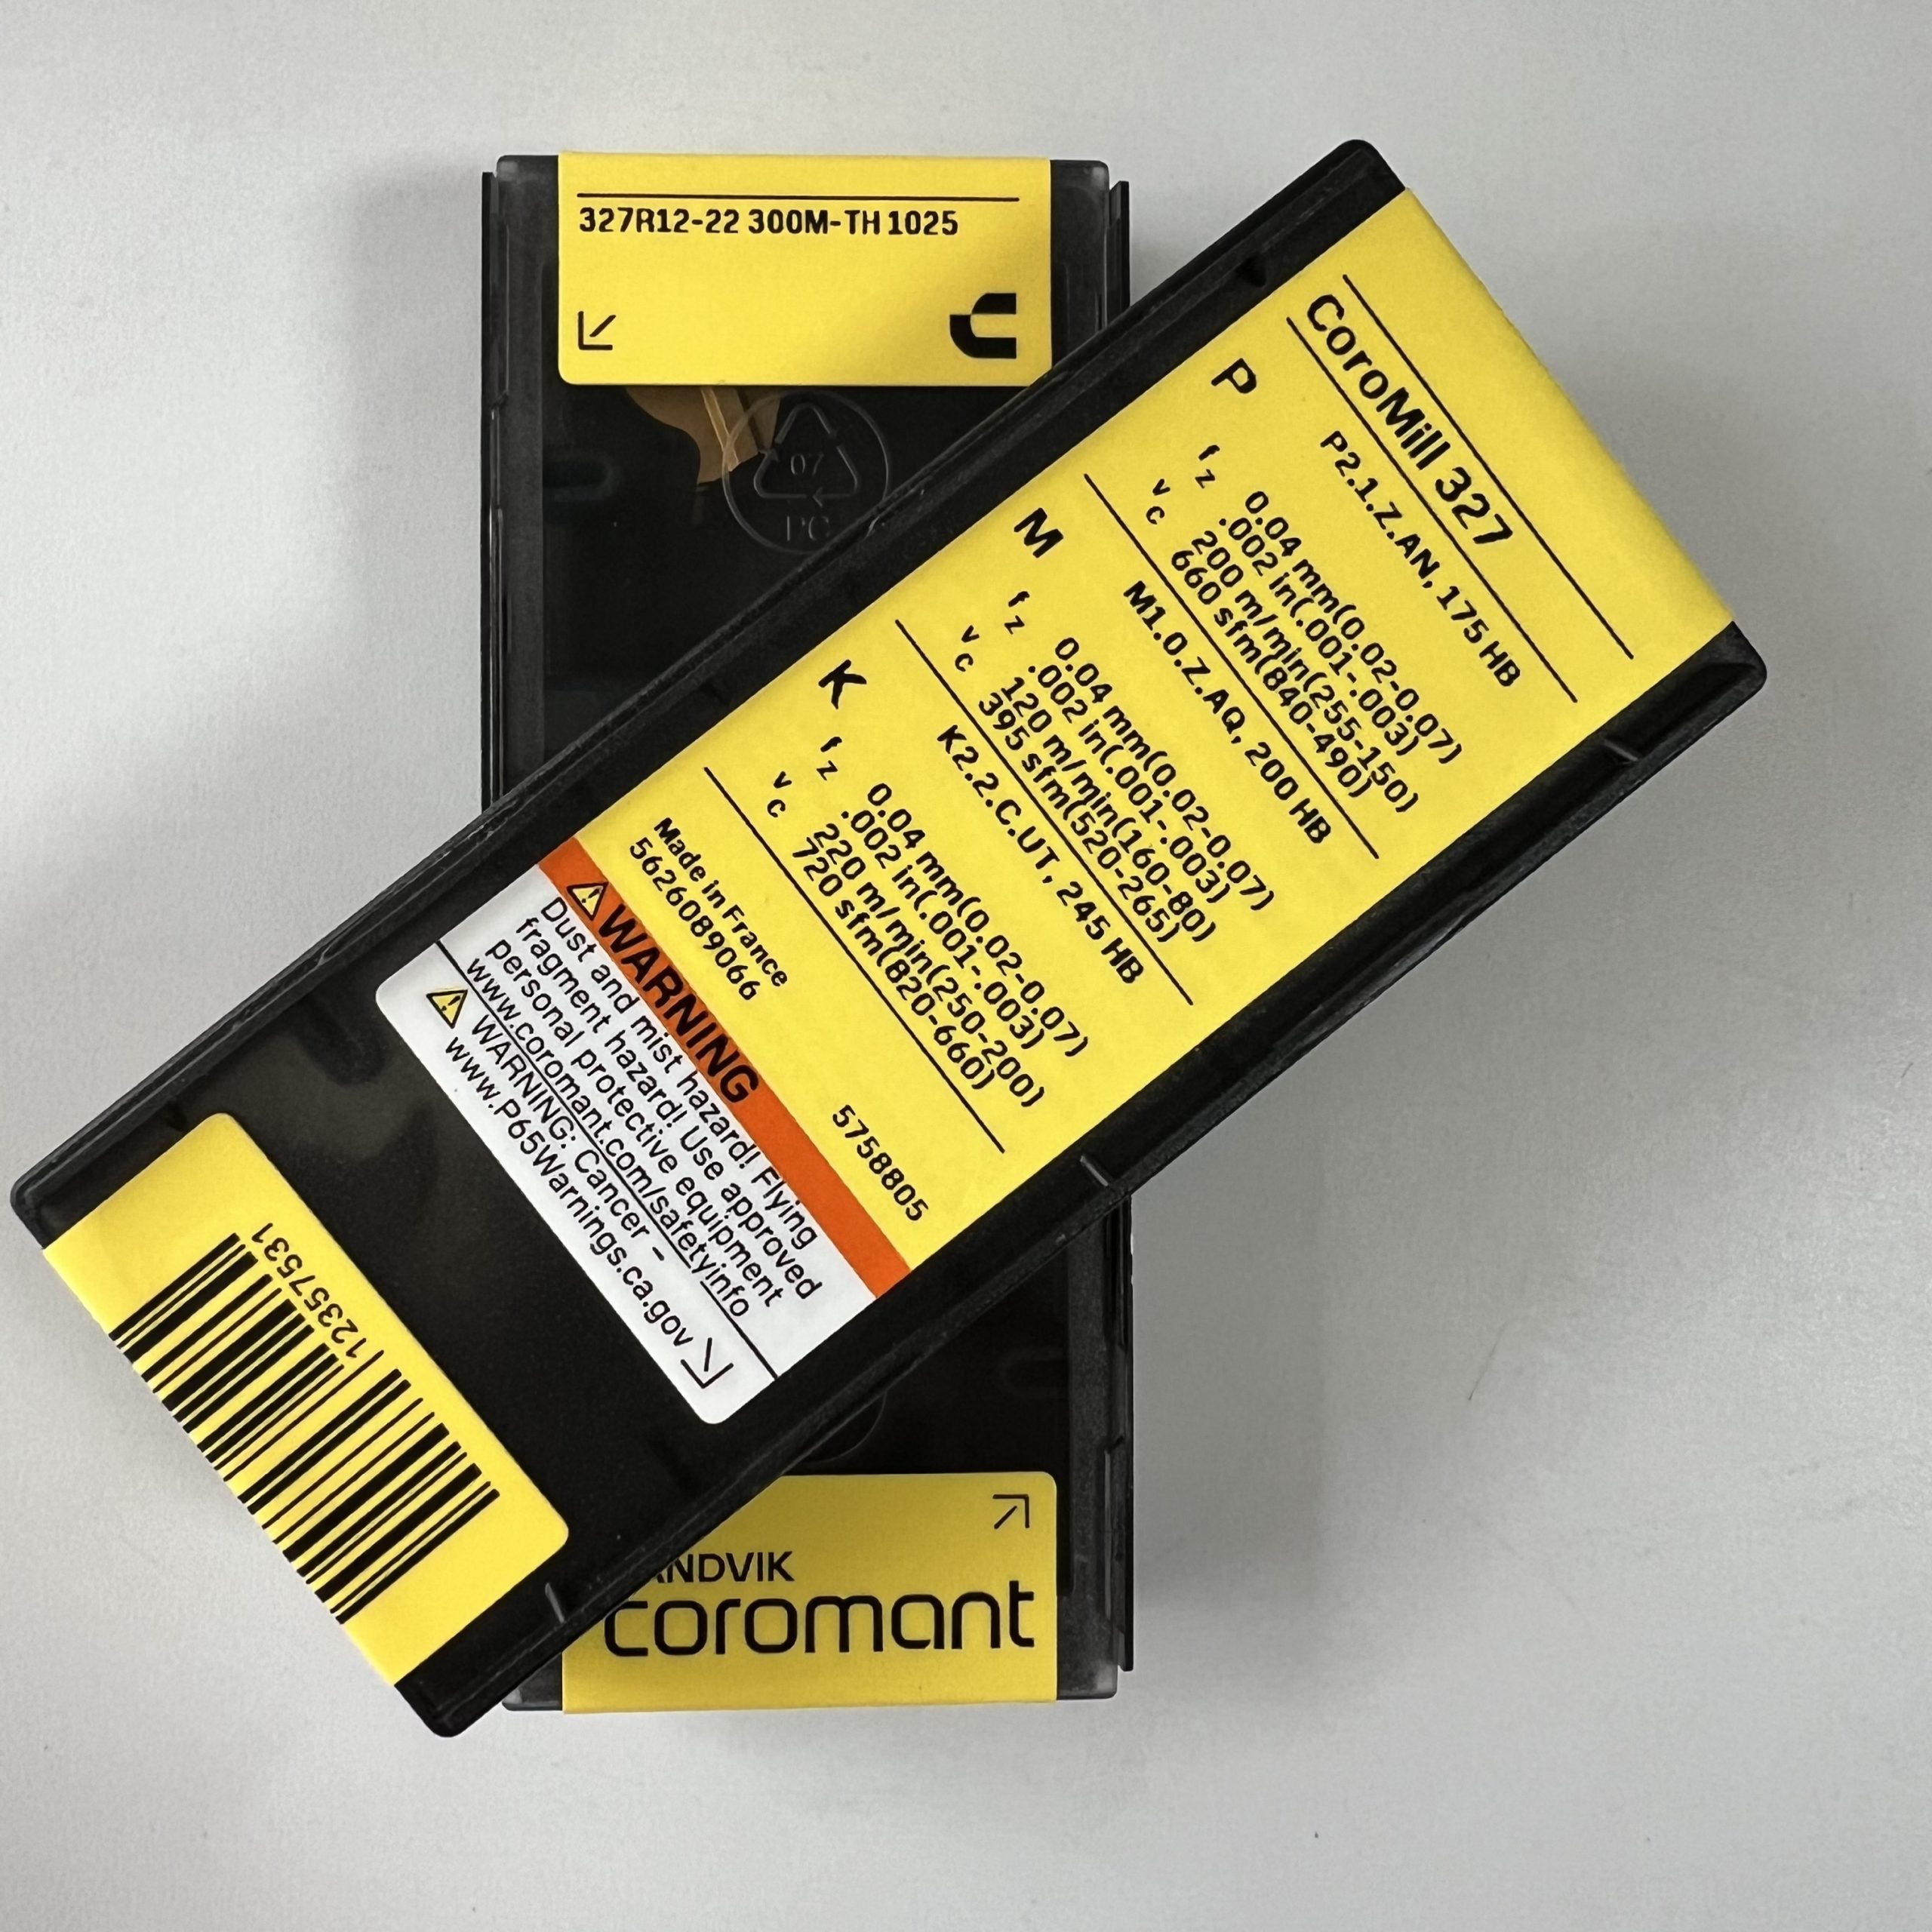 327R12-22 300M-TH 1025
07
PC
CoroMill 327
P P2.1.Z.AN, 175 HB
fz 0.04 mm(0.02-0.07)
.002 in(.001-.003)
vc 200 m/min(255-150)
660 sfm(840-490)
M M1.0.Z.AQ, 200 HB
fz 0.04 mm(0.02-0.07)
.002 in(.001-.003)
vc 120 m/min(160-80)
395 sfm(520-265)
K K2.2.C.UT, 245 HB
fz 0.04 mm(0.02-0.07)
.002 in(.001-.003)
vc 220 m/min(250-200)
720 sfm(820-660)
Made in France
5626089066 5758805
WARNING
Dust and mist hazard! Flying
fragment hazard! Use approved
personal protective equipment
www.coromant.com/safetyinfo
WARNING: Cancer –
www.P65Warnings.ca.gov
12357531
coromant